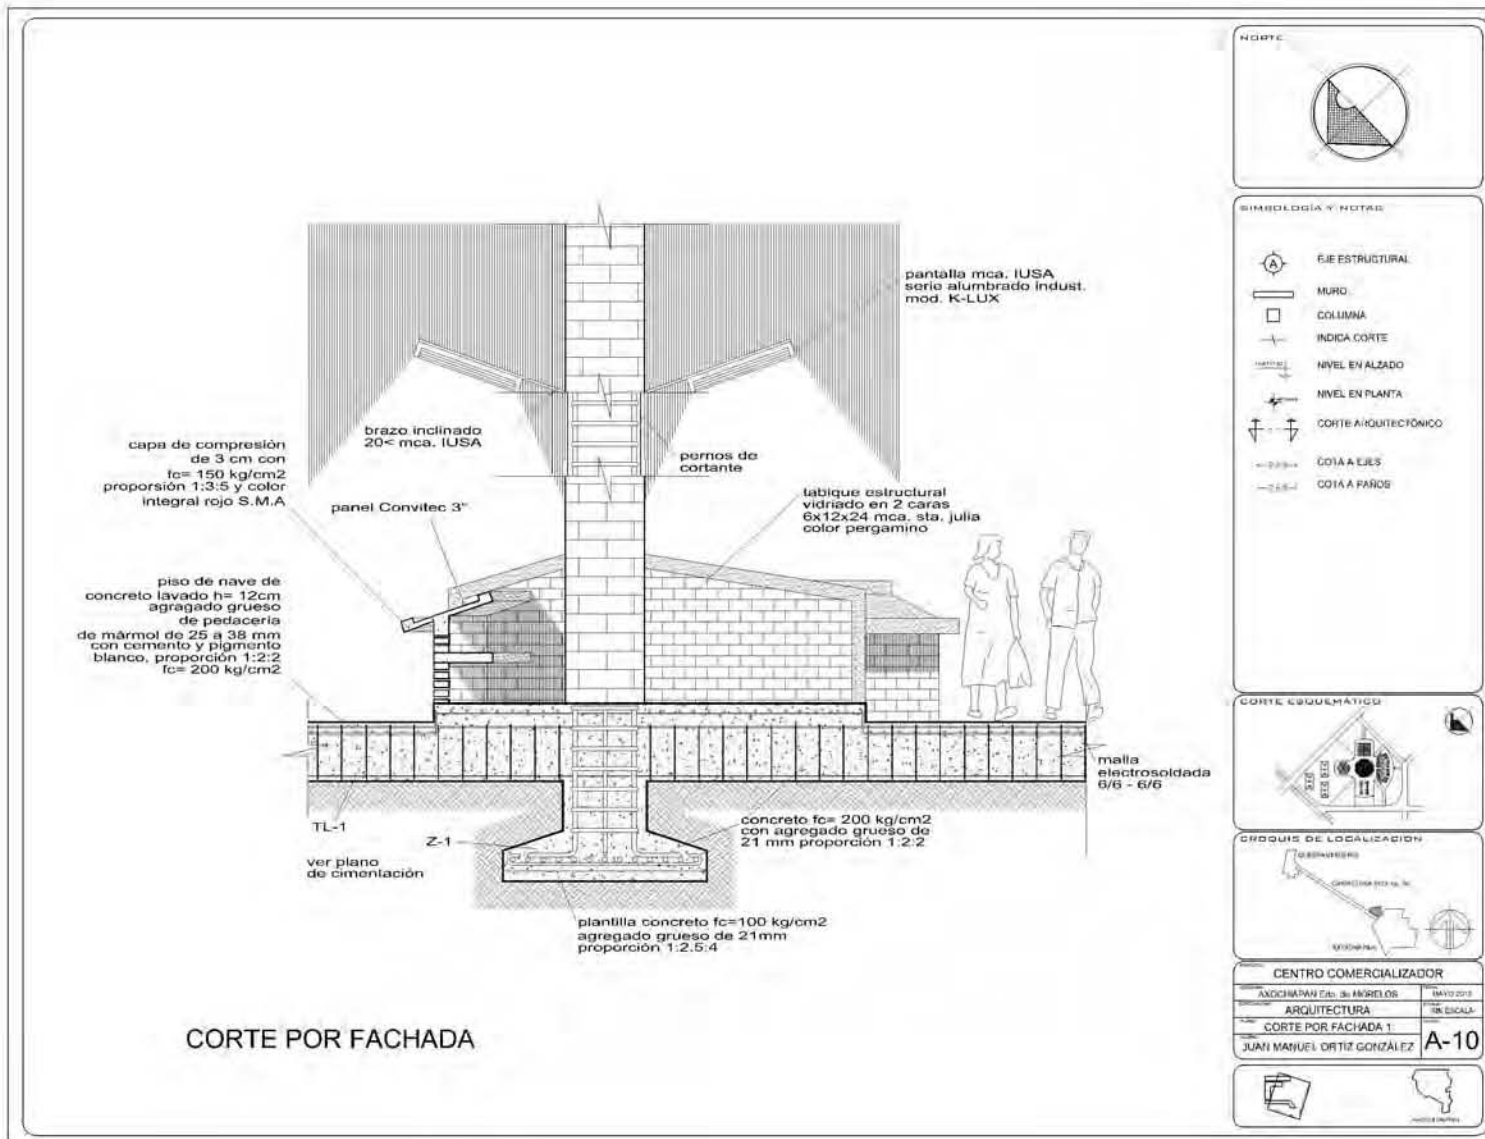 pantalla mca. IUSA
serie alumbrado indust.
mod. K-LUX
brazo inclinado
20< mca. IUSA
pernos de
cortante
capa de compresión
de 3 cm con
fc= 150 kg/cm2
proporsión 1:3:5 y color
integral rojo S.M.A
panel Convitec 3"
tabique estructural
vidriado en 2 caras
6x12x24 mca. sta. julia
color pergamino
piso de nave de
concreto lavado h= 12cm
agragado grueso
de pedaceria
de mármol de 25 a 38 mm
con cemento y pigmento
blanco, proporción 1:2:2
fc= 200 kg/cm2
malla
electrosoldada
6/6 - 6/6
TL-1
Z-1
ver plano
de cimentación
concreto fc= 200 kg/cm2
con agregado grueso de
21 mm proporción 1:2:2
plantilla concreto fc=100 kg/cm2
agregado grueso de 21mm
proporción 1:2.5:4
CORTE POR FACHADA
NORTE
SIMBOLOGÍA Y NOTAS
A
EJE ESTRUCTURAL
MURO
COLUMNA
INDICA CORTE
NIVEL EN ALZADO
NIVEL EN PLANTA
CORTE ARQUITECTÓNICO
COTA A EJES
COTA A PAÑOS
CORTE ESQUEMÁTICO
CROQUIS DE LOCALIZACIÓN
CENTRO COMERCIALIZADOR
AXOCHIAPAN Edo. de MORELOS
ARQUITECTURA
SIN ESCALA
CORTE POR FACHADA 1
JUAN MANUEL ORTIZ GONZÁLEZ
A-10